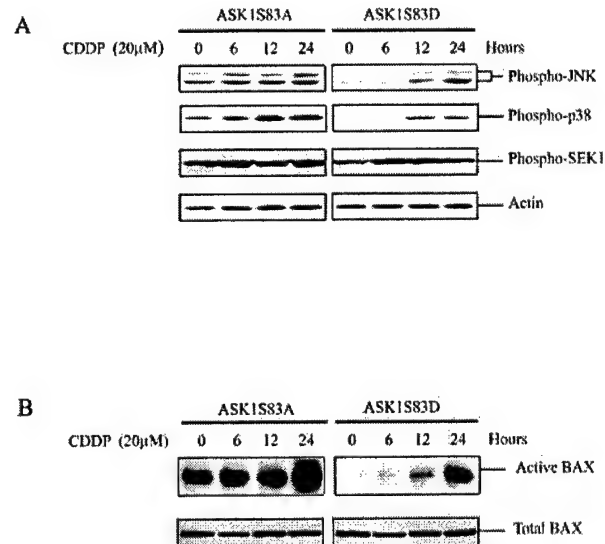 A
ASK1S83A ASK1S83D
CDDP (20μM) 0 6 12 24 0 6 12 24 Hours
Phospho-JNK
Phospho-p38
Phospho-SEK1
Actin
B
ASK1S83A ASK1S83D
CDDP (20μM) 0 6 12 24 0 6 12 24 Hours
Active BAX
Total BAX